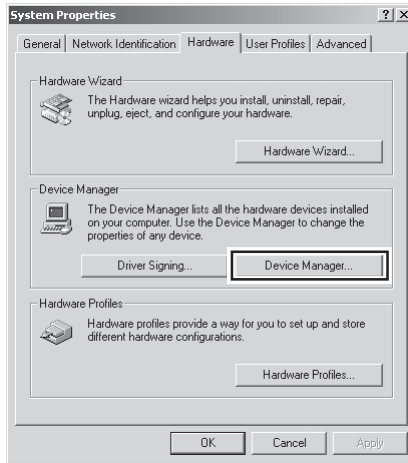 System Properties
General Network Identification Hardware User Profiles Advanced
Hardware Wizard
The Hardware wizard helps you install, uninstall, repair,
unplug, eject, and configure your hardware.
Hardware Wizard...
Device Manager
The Device Manager lists all the hardware devices installed
on your computer. Use the Device Manager to change the
properties of any device.
Driver Signing... Device Manager...
Hardware Profiles
Hardware profiles provide a way for you to set up and store
different hardware configurations.
Hardware Profiles...
OK Cancel Apply